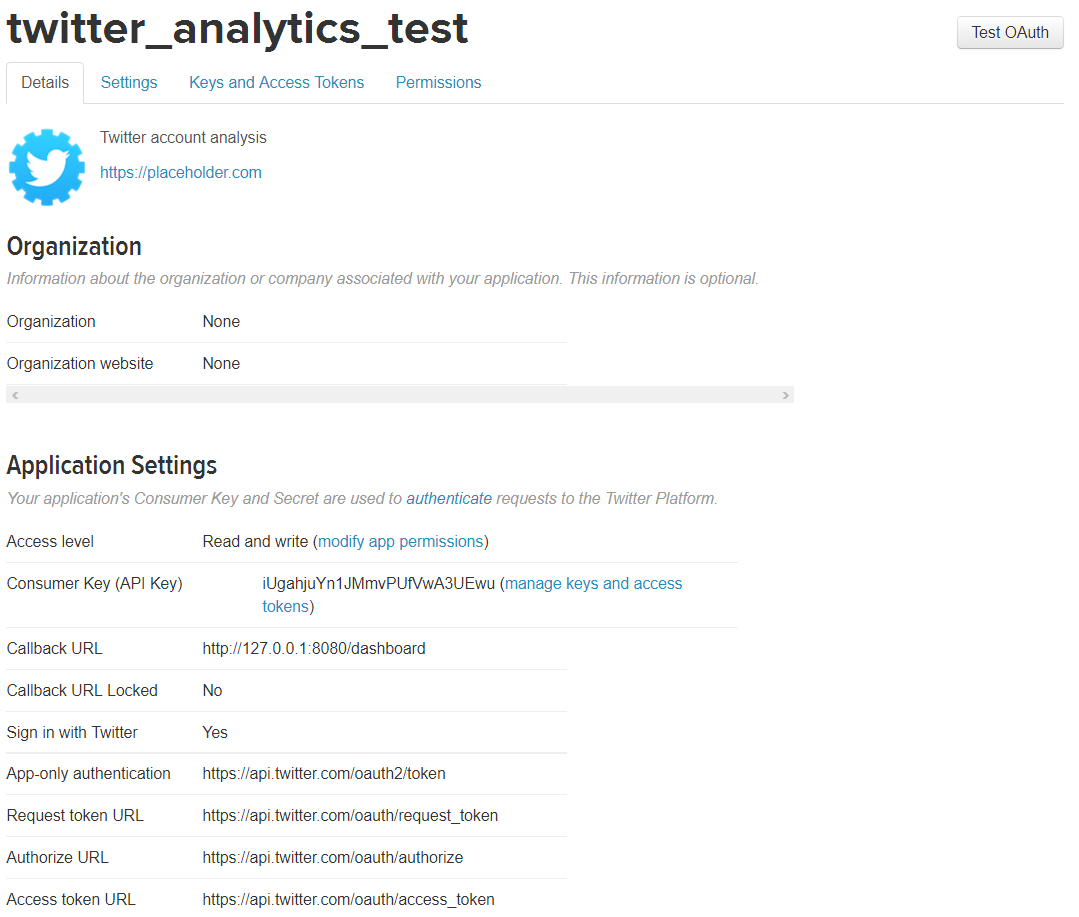 twitter_analytics_test
Test OAuth
Details Settings Keys and Access Tokens Permissions
Twitter account analysis
https://placeholder.com
Organization
Information about the organization or company associated with your application. This information is optional.
Organization None
Organization website None
Application Settings
Your application's Consumer Key and Secret are used to authenticate requests to the Twitter Platform.
Access level Read and write (modify app permissions)
Consumer Key (API Key) iUgahjuYn1JMmvPUfVwA3UEwu (manage keys and access
tokens)
Callback URL http://127.0.0.1:8080/dashboard
Callback URL Locked No
Sign in with Twitter Yes
App-only authentication https://api.twitter.com/oauth2/token
Request token URL https://api.twitter.com/oauth/request_token
Authorize URL https://api.twitter.com/oauth/authorize
Access token URL https://api.twitter.com/oauth/access_token